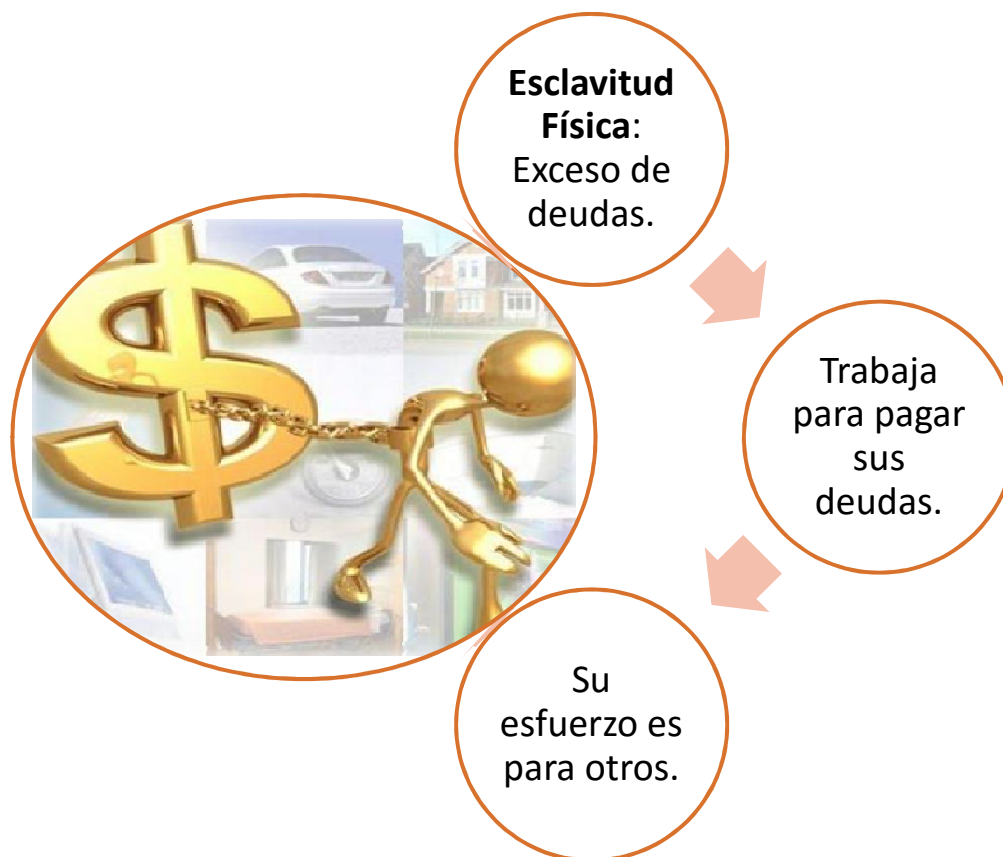 Esclavitud
Física:
Exceso de
deudas.
Trabaja
para pagar
sus
deudas.
Su
esfuerzo es
para otros.